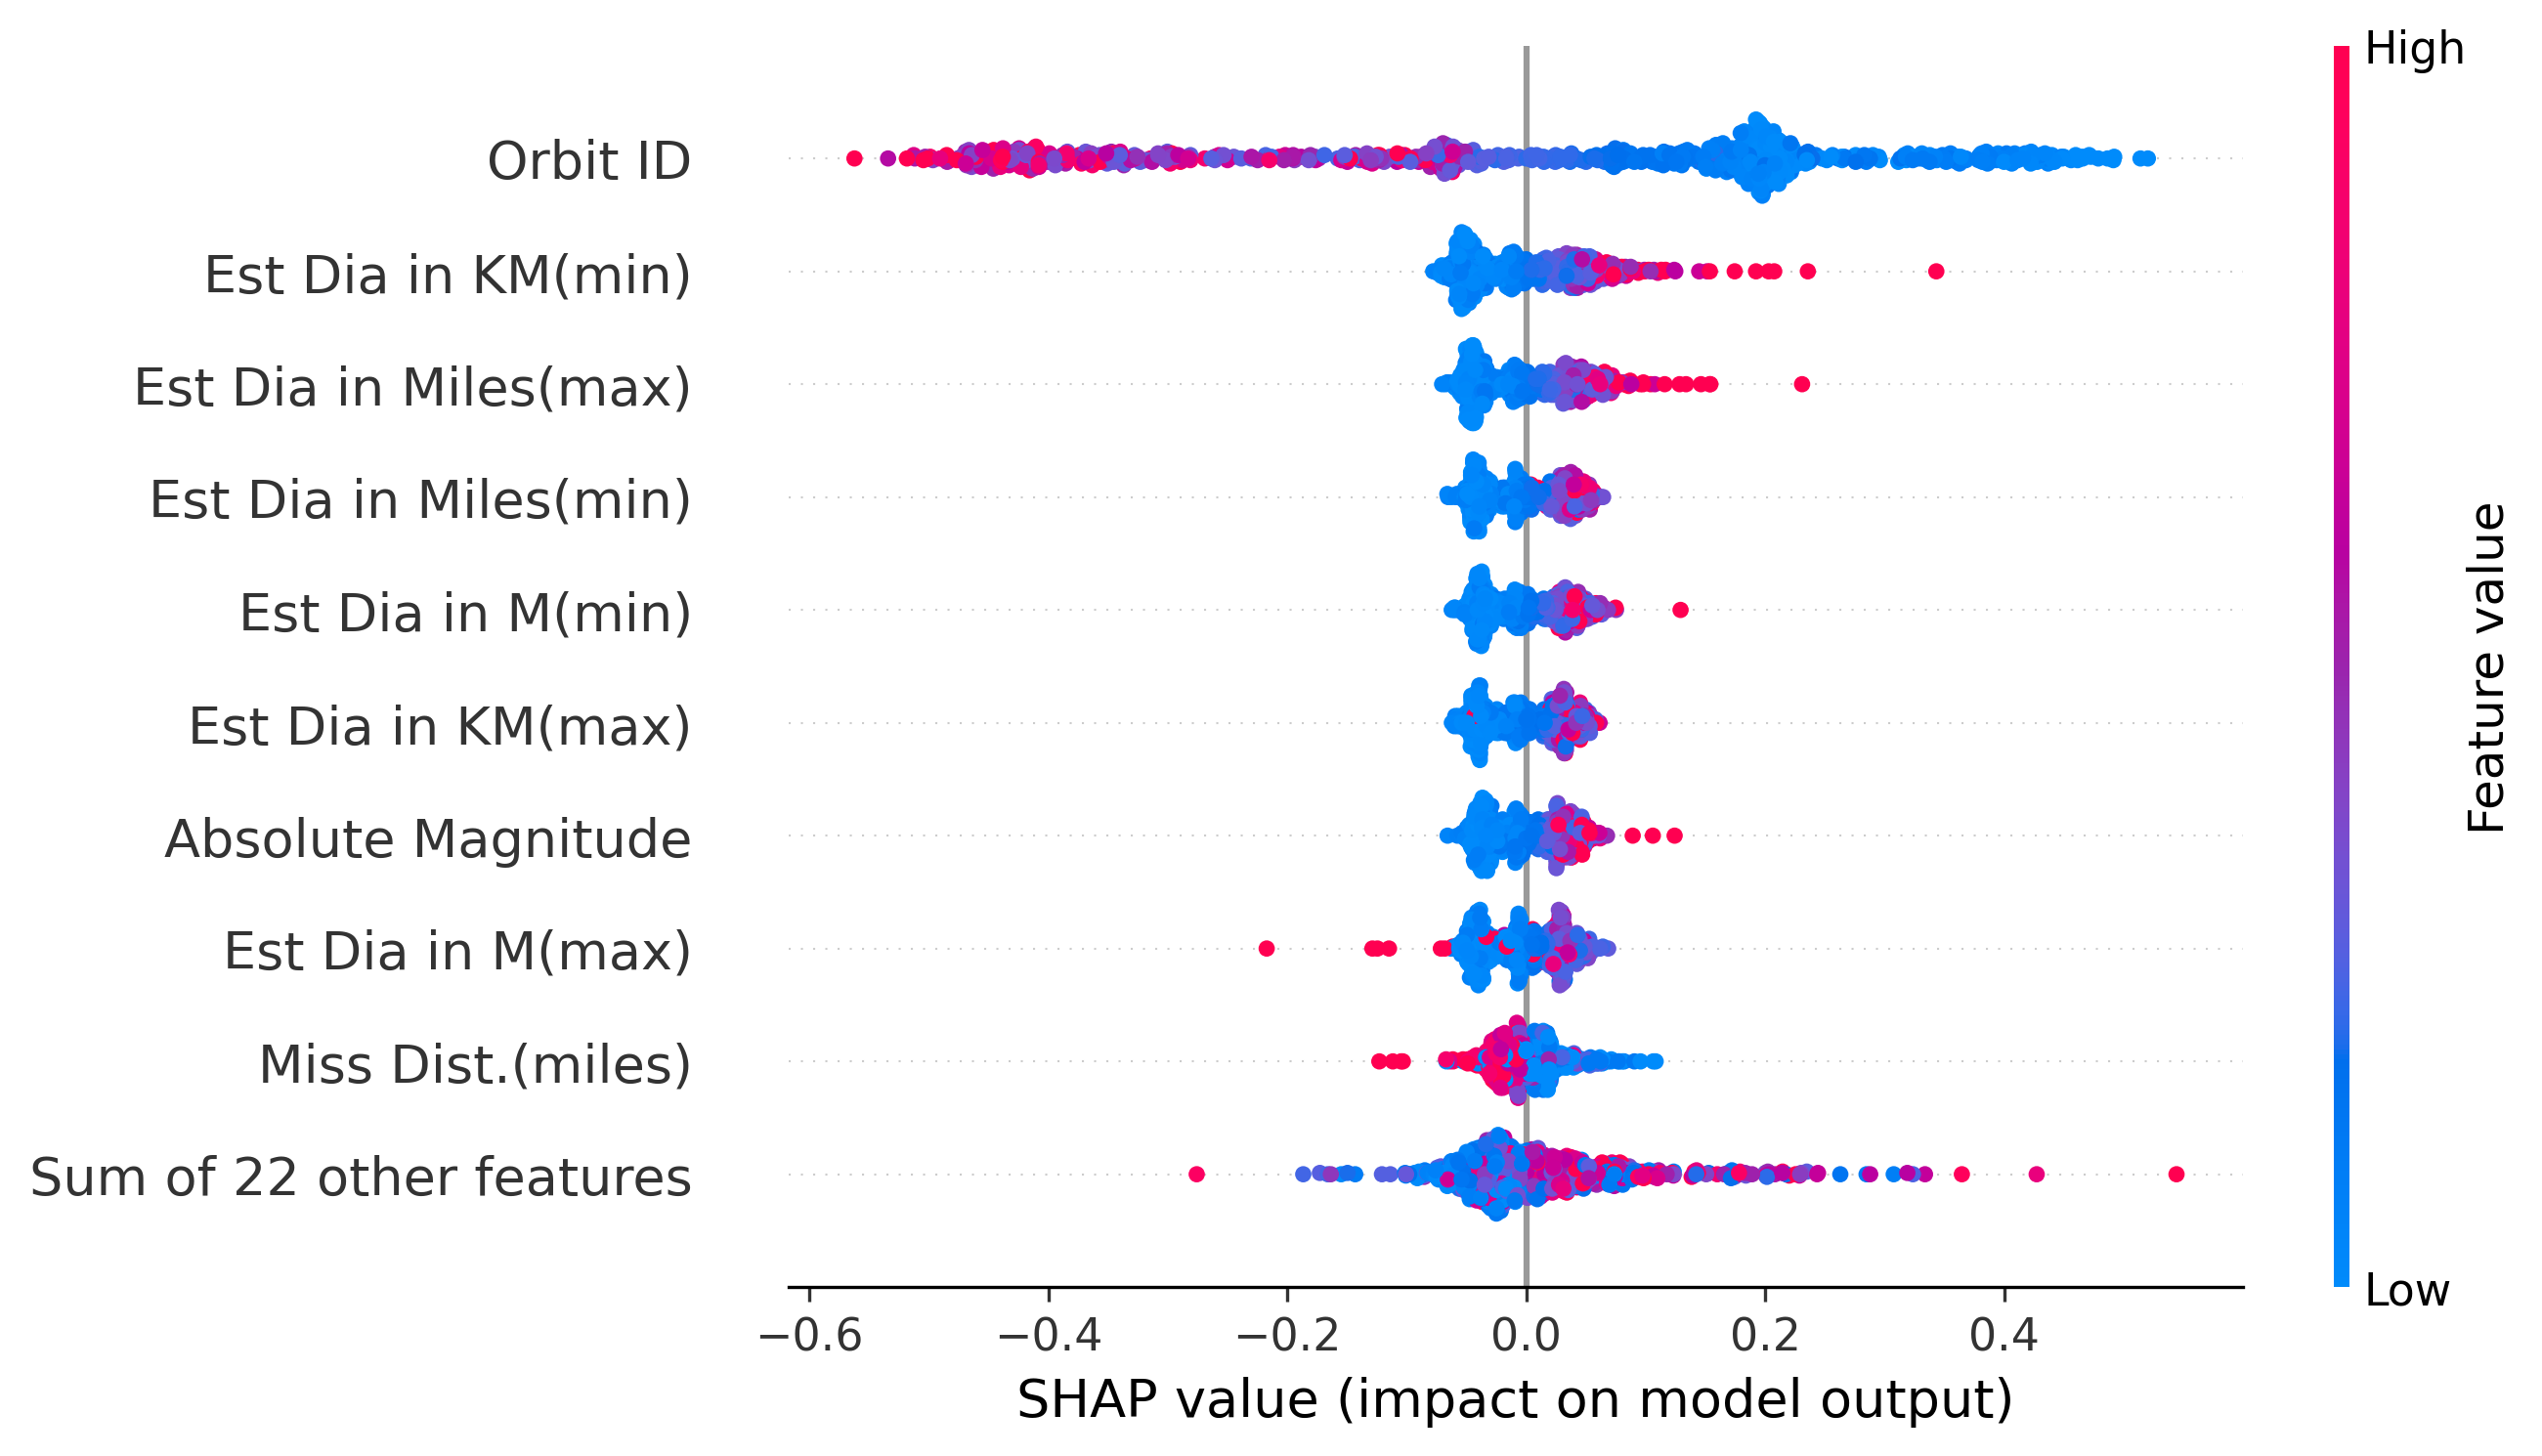 High
Orbit ID
Est Dia in KM(min)
Est Dia in Miles(max)
Est Dia in Miles(min)
Est Dia in M(min)
Est Dia in KM(max)
Absolute Magnitude
Est Dia in M(max)
Miss Dist.(miles)
Sum of 22 other features
Feature value
Low
−0.6 −0.4 −0.2 0.0 0.2 0.4
SHAP value (impact on model output)